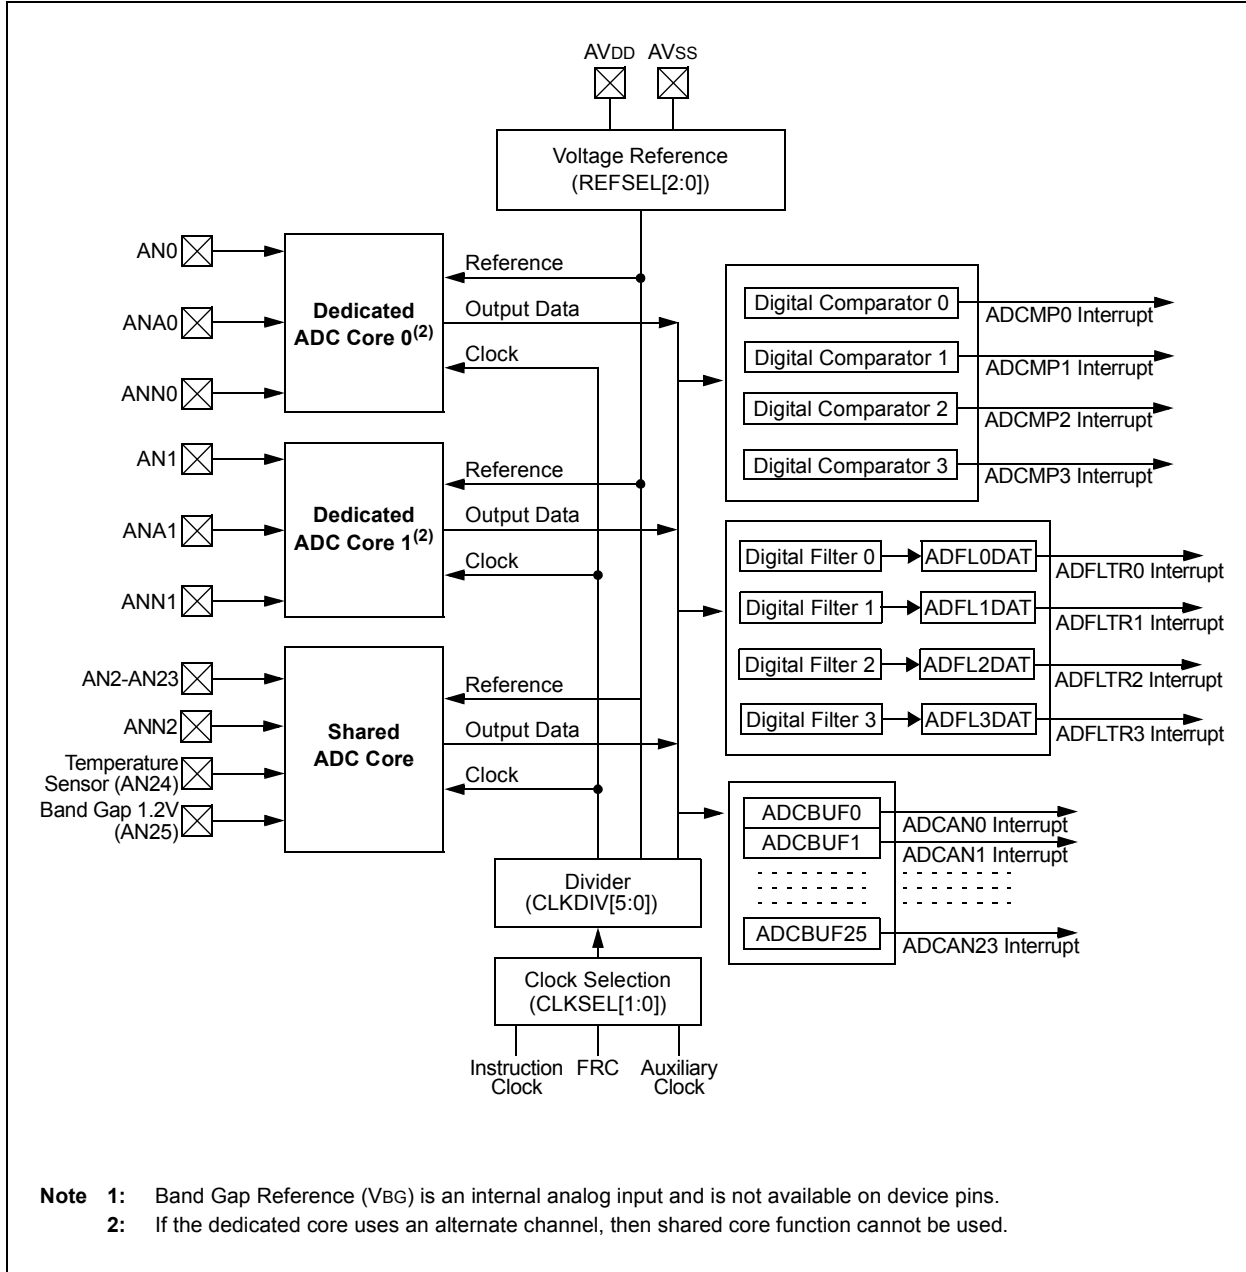 AVDD AVSS
Voltage Reference
(REFSEL[2:0])
AN0
ANA0
ANN0
Dedicated
ADC Core 0(2)
Reference
Output Data
Clock
AN1
ANA1
ANN1
Dedicated
ADC Core 1(2)
Reference
Output Data
Clock
AN2-AN23
ANN2
Temperature
Sensor (AN24)
Band Gap 1.2V
(AN25)
Shared
ADC Core
Reference
Output Data
Clock
Digital Comparator 0
ADCMP0 Interrupt
Digital Comparator 1
ADCMP1 Interrupt
Digital Comparator 2
ADCMP2 Interrupt
Digital Comparator 3
ADCMP3 Interrupt
Digital Filter 0 ADFL0DAT
ADFLTR0 Interrupt
Digital Filter 1 ADFL1DAT
ADFLTR1 Interrupt
Digital Filter 2 ADFL2DAT
ADFLTR2 Interrupt
Digital Filter 3 ADFL3DAT
ADFLTR3 Interrupt
ADCBUF0
ADCAN0 Interrupt
ADCBUF1
ADCAN1 Interrupt
ADCBUF25
ADCAN23 Interrupt
Divider
(CLKDIV[5:0])
Clock Selection
(CLKSEL[1:0])
Instruction
Clock
FRC
Auxiliary
Clock
Note 1: Band Gap Reference (VBG) is an internal analog input and is not available on device pins.
2: If the dedicated core uses an alternate channel, then shared core function cannot be used.